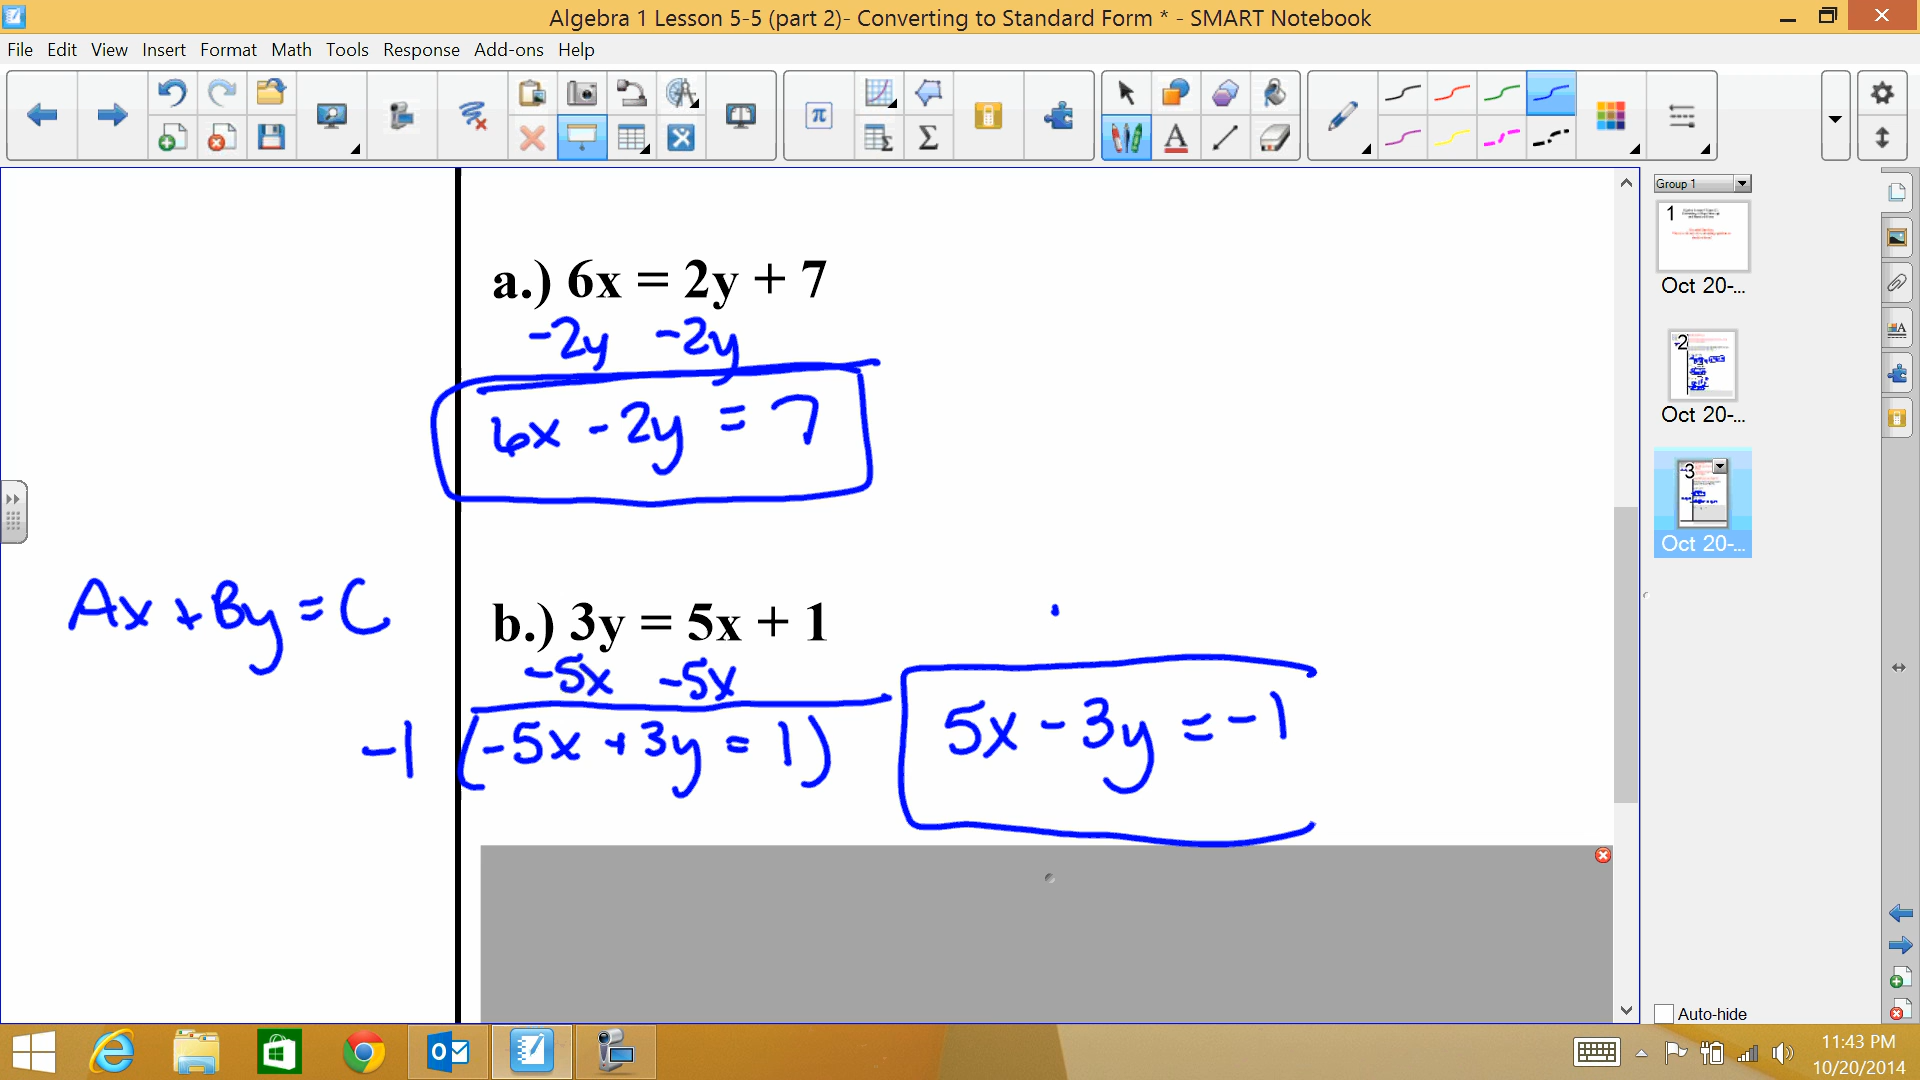 Algebra 1 Lesson 5-5 (part 2)- Converting to Standard Form * - SMART Notebook
File Edit View Insert Format Math Tools Response Add-ons Help
Group 1
1
Oct 20-...
2
Oct 20-...
3
Oct 20-...
a.) 6x = 2y + 7
-2y -2y
6x - 2y = 7
Ax + By = C
b.) 3y = 5x + 1
-5x -5x
-1 (-5x + 3y = 1)
5x - 3y = -1
Auto-hide
11:43 PM
10/20/2014